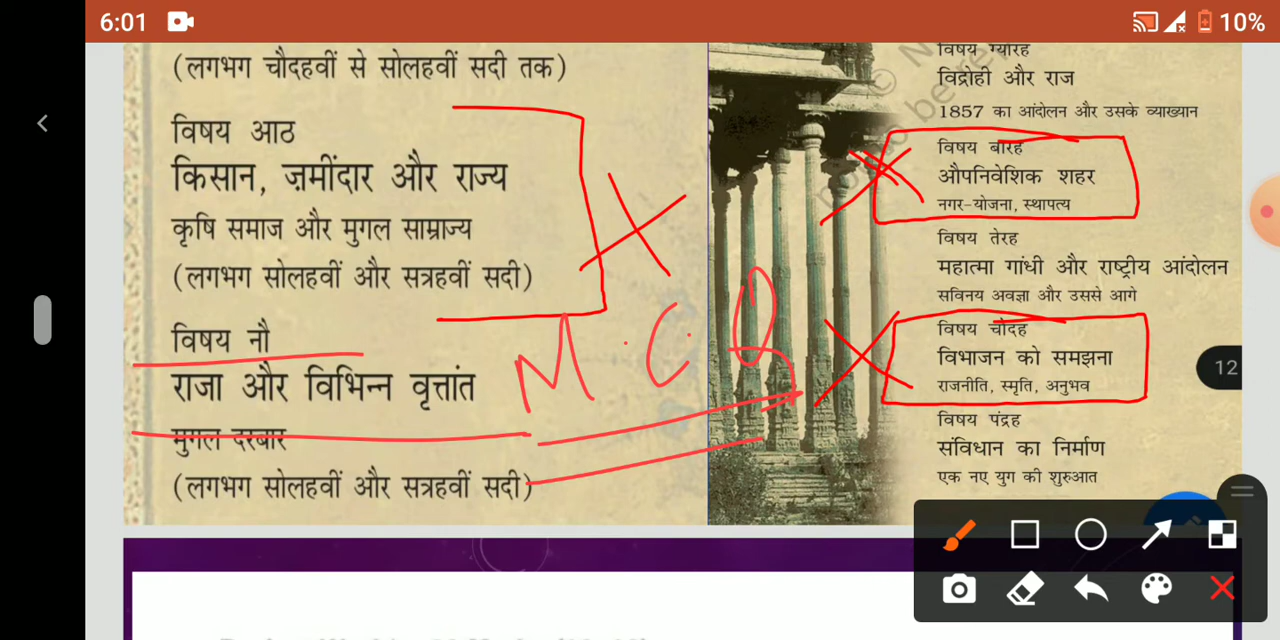 6:01
10%
(लगभग चौदहवीं से सोलहवीं सदी तक)
विषय आठ
किसान, ज़मींदार और राज्य
कृषि समाज और मुगल साम्राज्य
(लगभग सोलहवीं और सत्रहवीं सदी)
विषय नौ
राजा और विभिन्न वृत्तांत
मुगल दरबार
(लगभग सोलहवीं और सत्रहवीं सदी)
M.C.Q
विषय ग्यारह
विद्रोही और राज
1857 का आंदोलन और उसके व्याख्यान
विषय बारह
औपनिवेशिक शहर
नगर-योजना, स्थापत्य
विषय तेरह
महात्मा गांधी और राष्ट्रीय आंदोलन
सविनय अवज्ञा और उससे आगे
विषय चौदह
विभाजन को समझना
राजनीति, स्मृति, अनुभव
विषय पंद्रह
संविधान का निर्माण
एक नए युग की शुरुआत
12